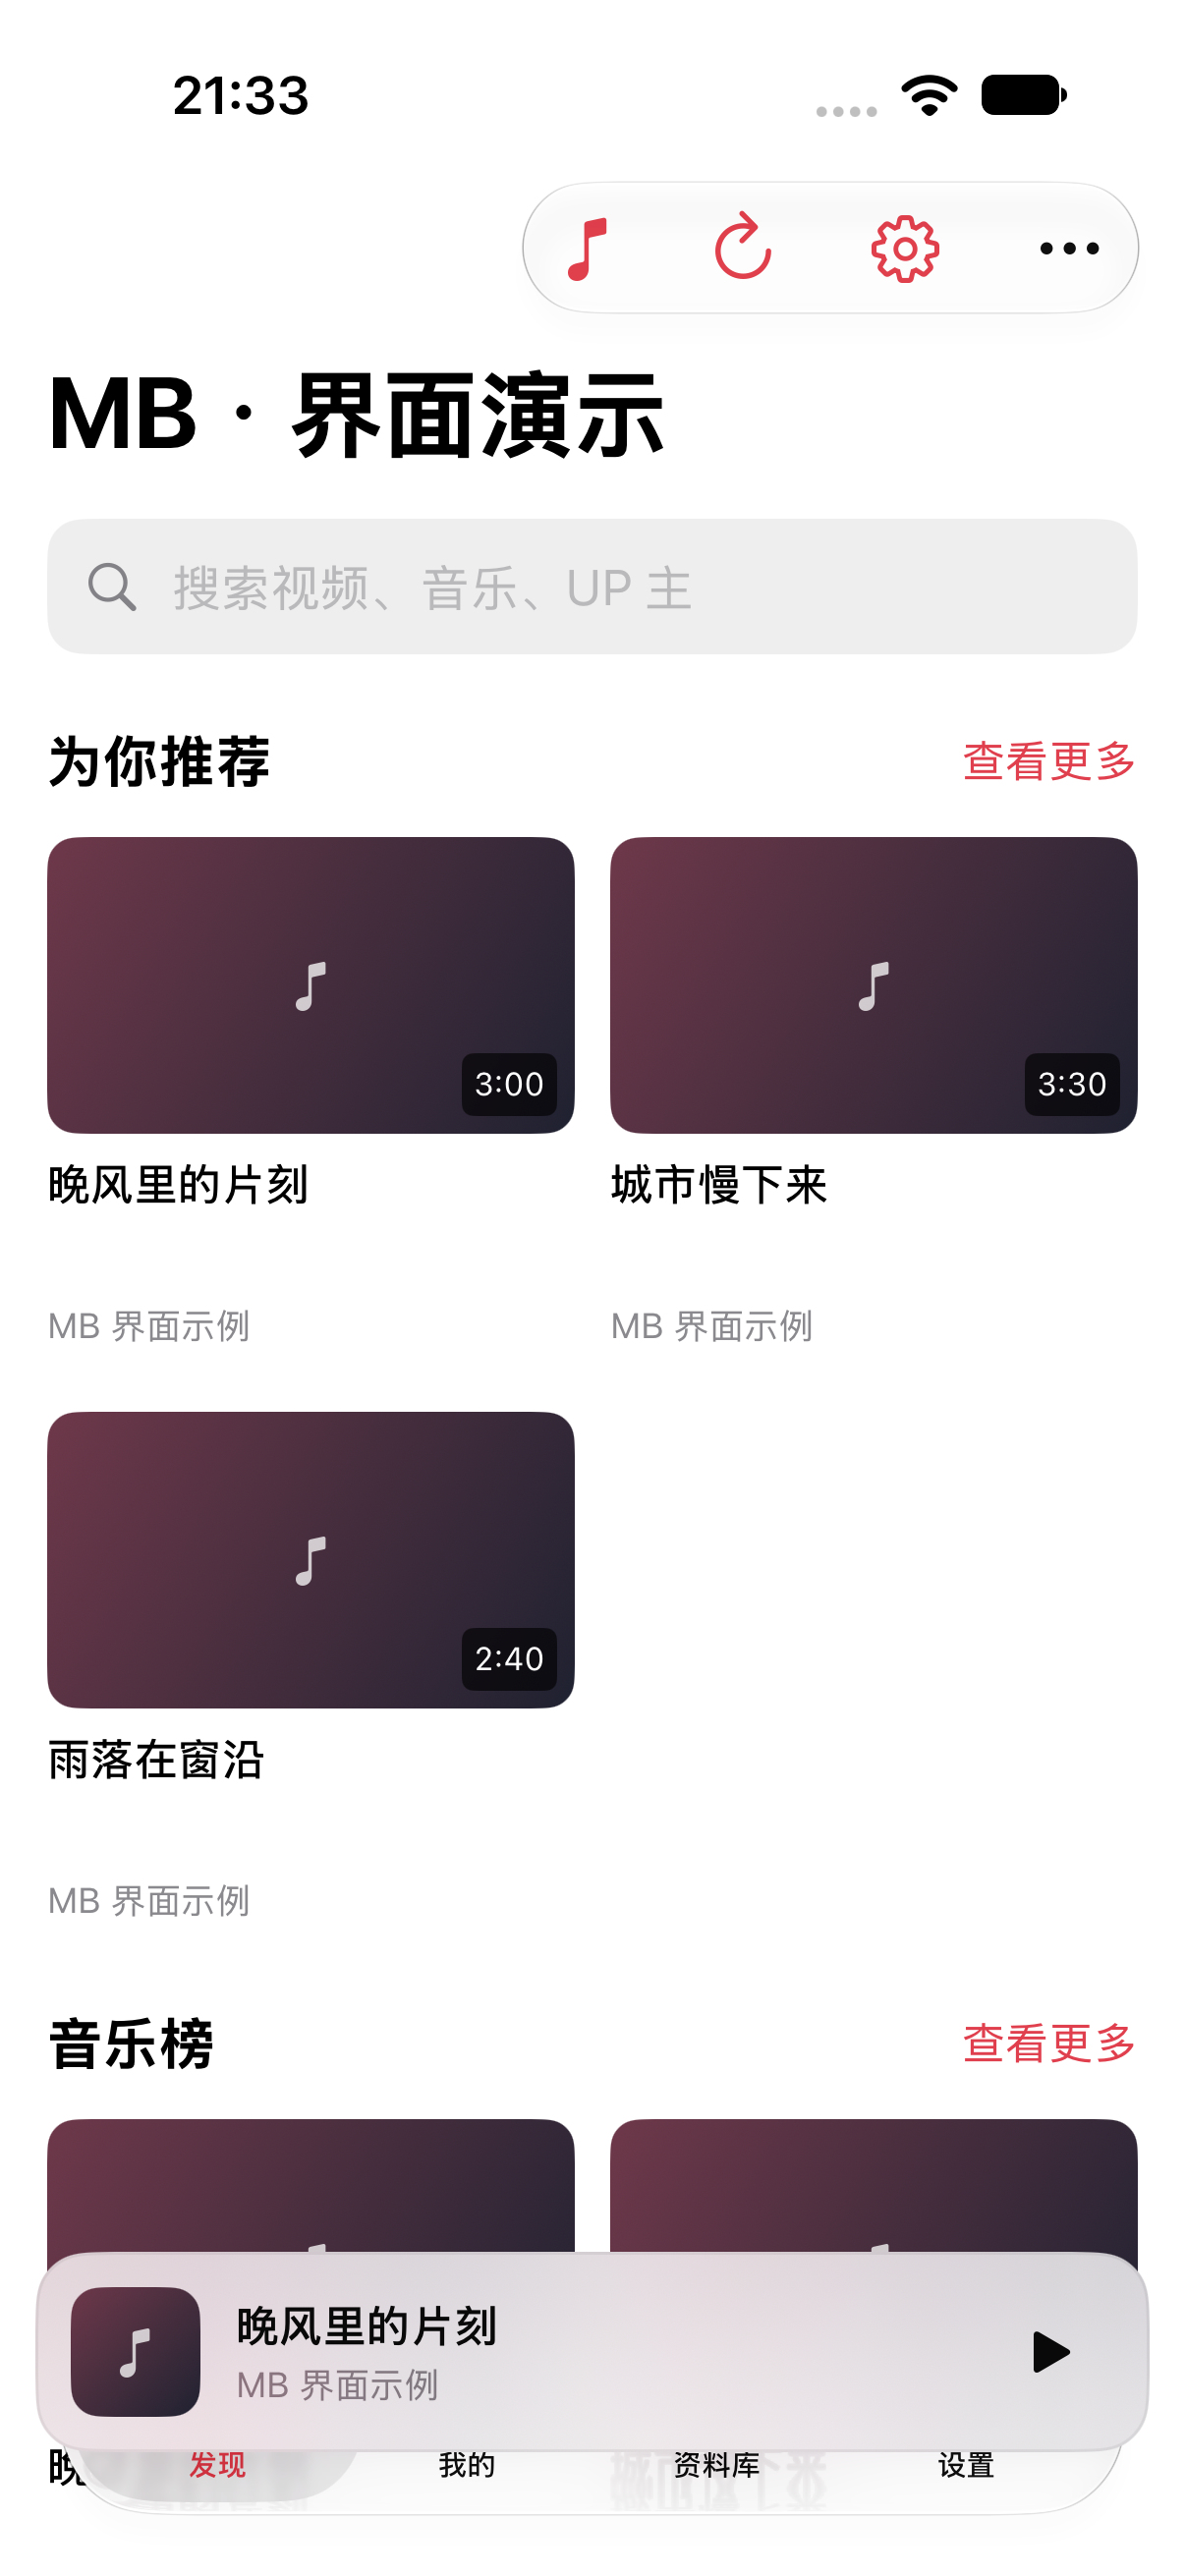 21:33
MB · 界面演示
搜索视频、音乐、UP 主
为你推荐
查看更多
3:00
3:30
晚风里的片刻
城市慢下来
MB 界面示例
MB 界面示例
2:40
雨落在窗沿
MB 界面示例
音乐榜
查看更多
晚风里的片刻
MB 界面示例
晚
发现
我的
资料库
设置